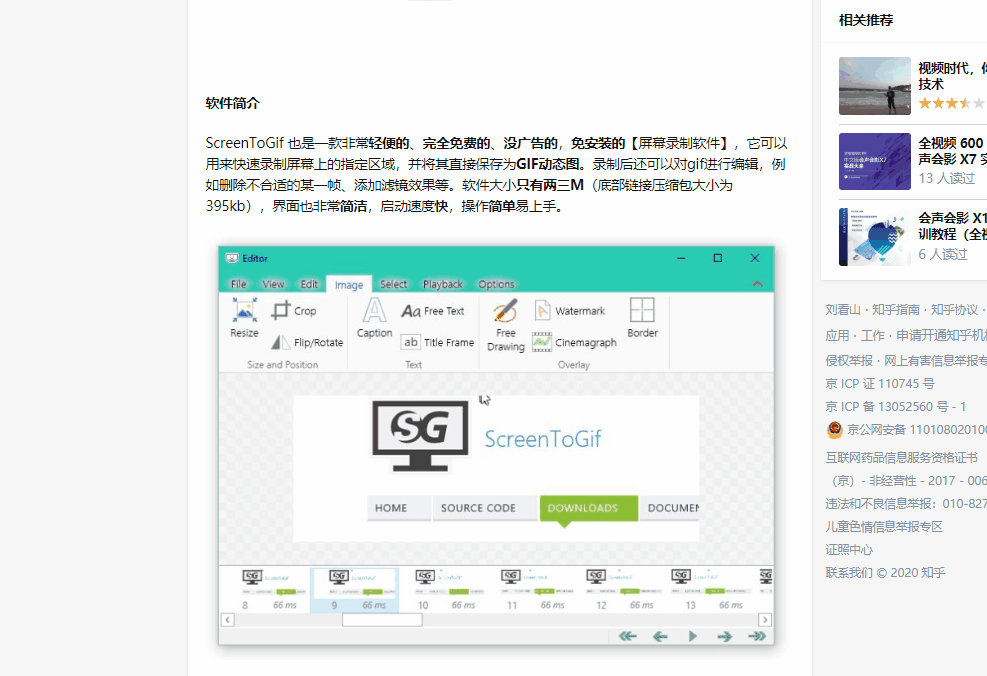 软件简介
ScreenToGif 也是一款非常轻便的、完全免费的、没广告的，免安装的【屏幕录制软件】，它可以
用来快速录制屏幕上的指定区域，并将其直接保存为GIF动态图。录制后还可以对gif进行编辑，例
如删除不合适的某一帧、添加滤镜效果等。软件大小只有两三M（底部链接压缩包大小为
395kb），界面也非常简洁，启动速度快，操作简单易上手。
Editor
File View Edit Image Select Playback Options
Resize
Crop
Flip/Rotate
Size and Position
Caption
Free Text
Title Frame
Text
Free
Drawing
Watermark
Cinemagraph
Border
Overlay
SG
ScreenToGif
HOME
SOURCE CODE
DOWNLOADS
DOCUMEN
8 66 ms
9 66 ms
10 66 ms
11 66 ms
12 66 ms
13 66 ms
相关推荐
视频时代，
技术
全视频 600
声会影 X7
13 人读过
会声会影 X1
训教程（全
6 人读过
刘看山 · 知乎指南 · 知乎协议 ·
应用 · 工作 · 申请开通知乎机
侵权举报 · 网上有害信息举报专
京 ICP 证 110745 号
京 ICP 备 13052560 号 - 1
京公网安备 110108020100
互联网药品信息服务资格证书
（京）- 非经营性 - 2017 - 006
违法和不良信息举报：010-827
儿童色情信息举报专区
证照中心
联系我们 © 2020 知乎